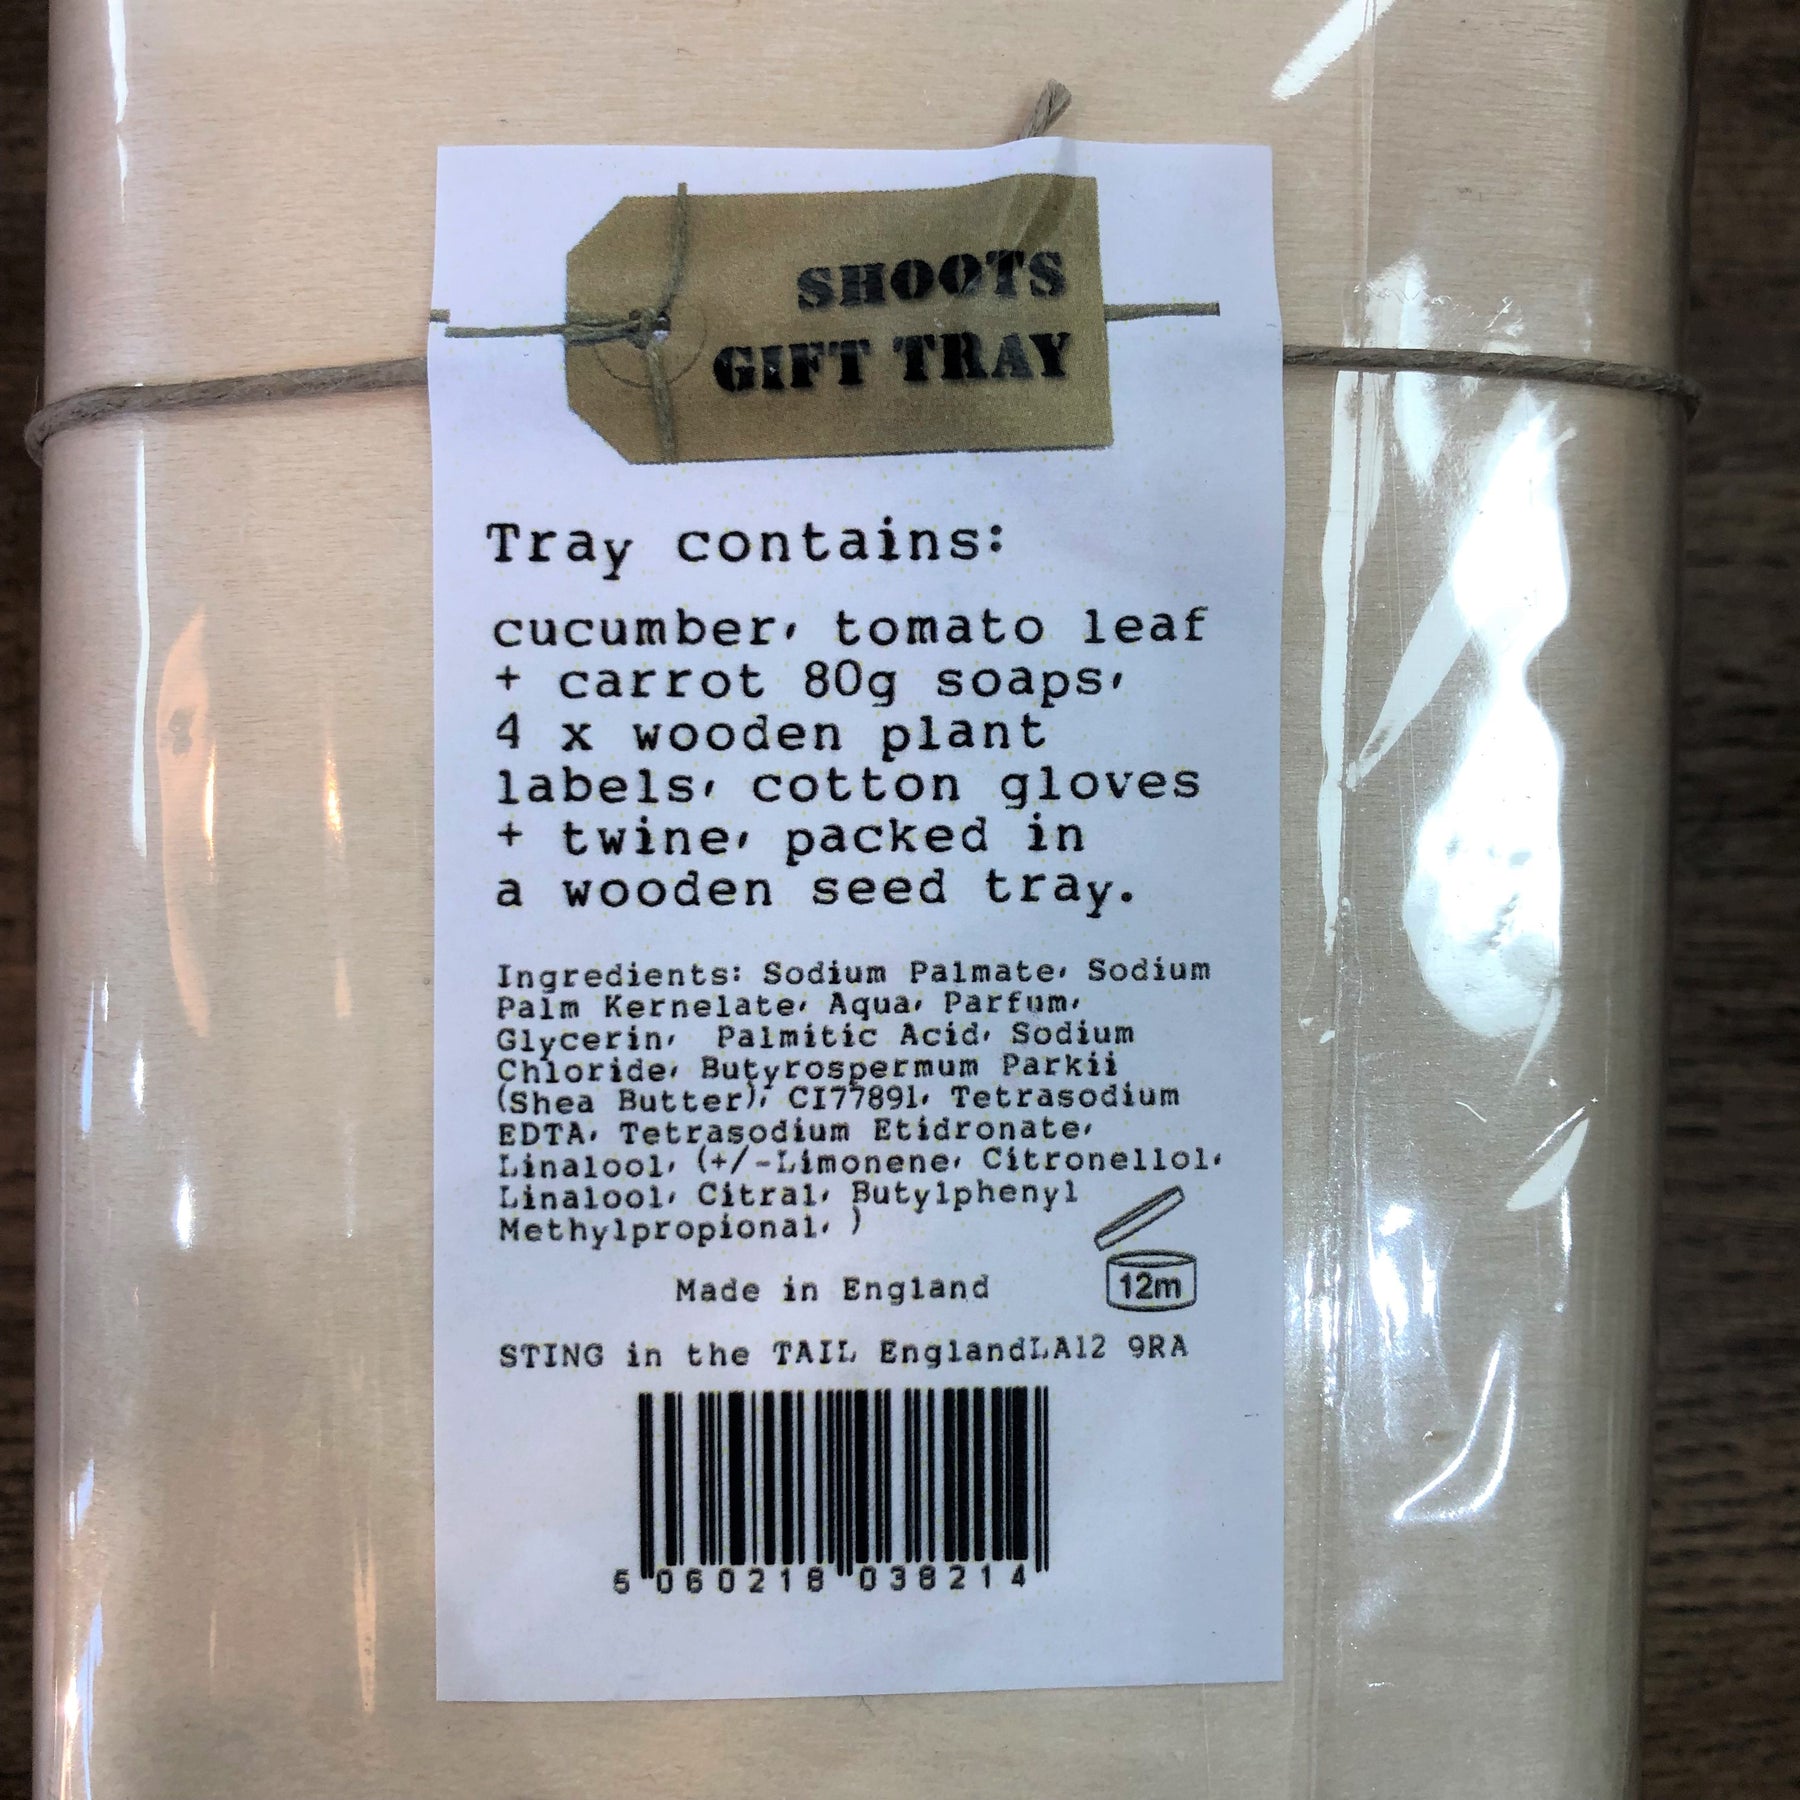 SHOOTS
GIFT TRAY
Tray contains:
cucumber, tomato leaf
+ carrot 80g soaps,
4 x wooden plant
labels, cotton gloves
+ twine, packed in
a wooden seed tray.
Ingredients: Sodium Palmate, Sodium
Palm Kernelate, Aqua, Parfum,
Glycerin, Palmitic Acid, Sodium
Chloride, Butyrospermum Parkii
(Shea Butter), CI77891, Tetrasodium
EDTA, Tetrasodium Etidronate,
Linalool, (+/-Limonene, Citronellol,
Linalool, Citral, Butylphenyl
Methylpropional, )
12m
Made in England
STING in the TAIL EnglandLA12 9RA
5 060218 038214